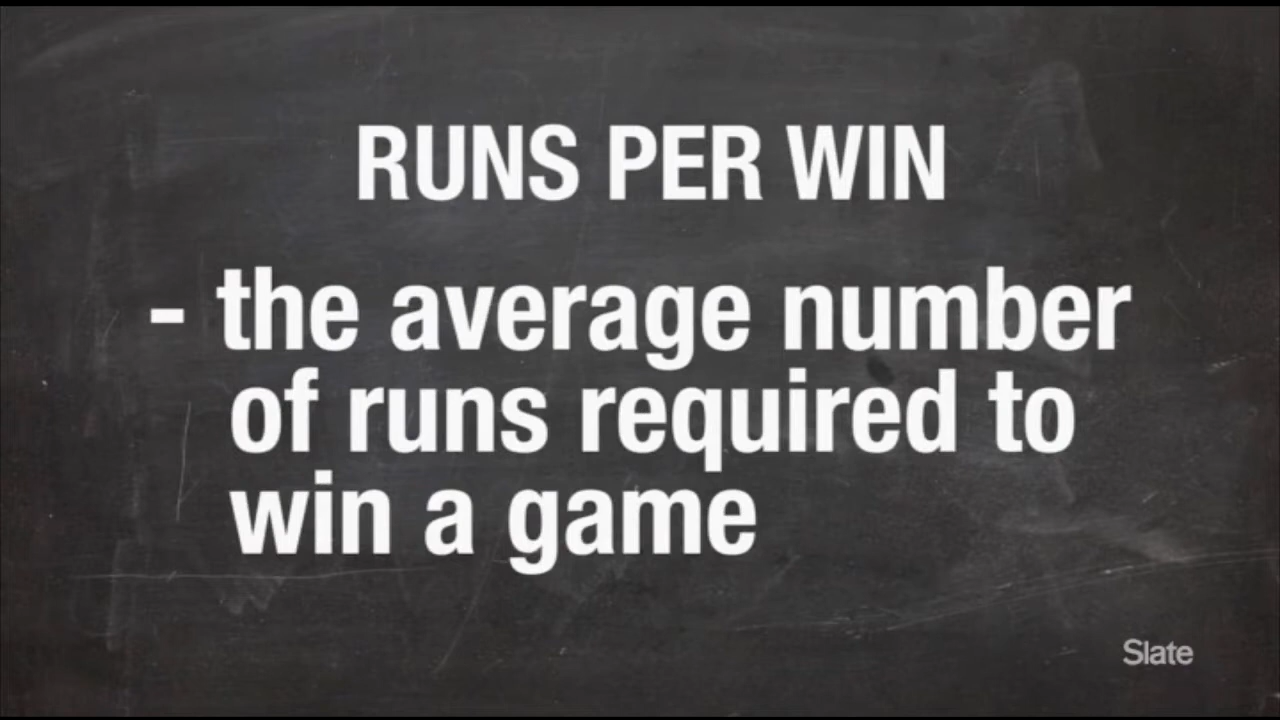 RUNS PER WIN
- the average number
of runs required to
win a game
Slate